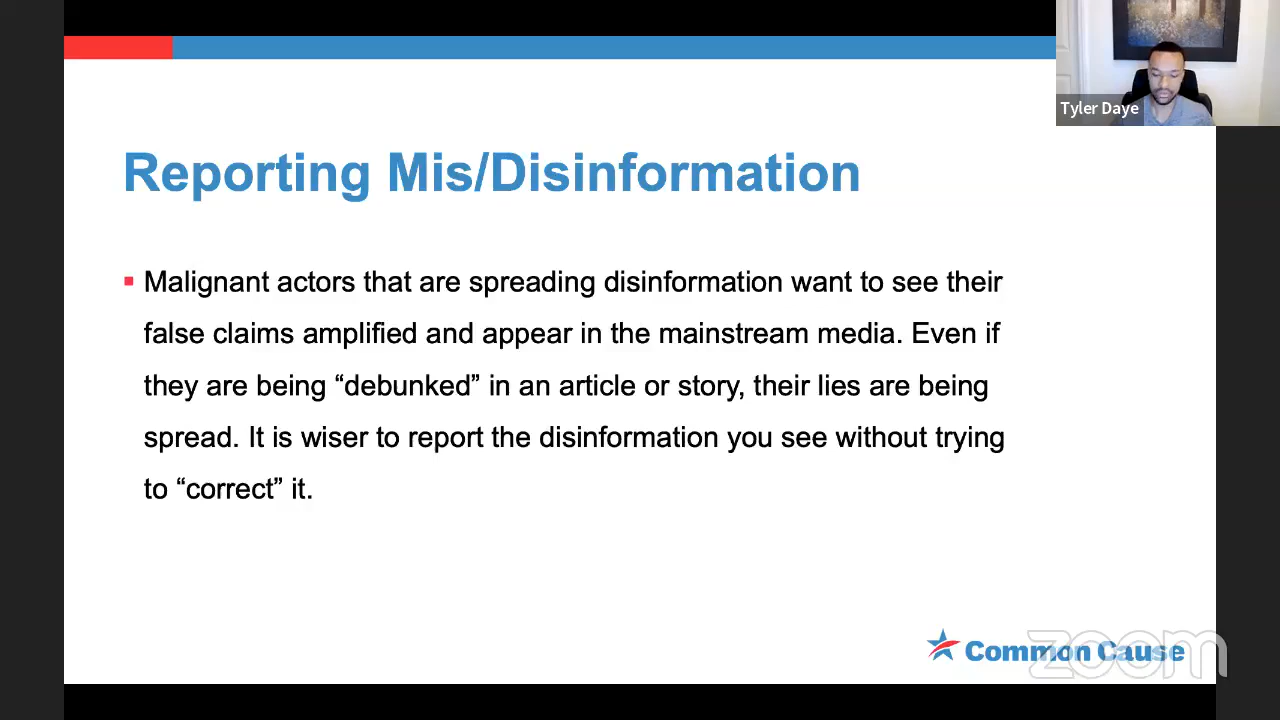 Tyler Daye
Reporting Mis/Disinformation
Malignant actors that are spreading disinformation want to see their
false claims amplified and appear in the mainstream media. Even if
they are being “debunked” in an article or story, their lies are being
spread. It is wiser to report the disinformation you see without trying
to “correct” it.
Common Cause
zoom